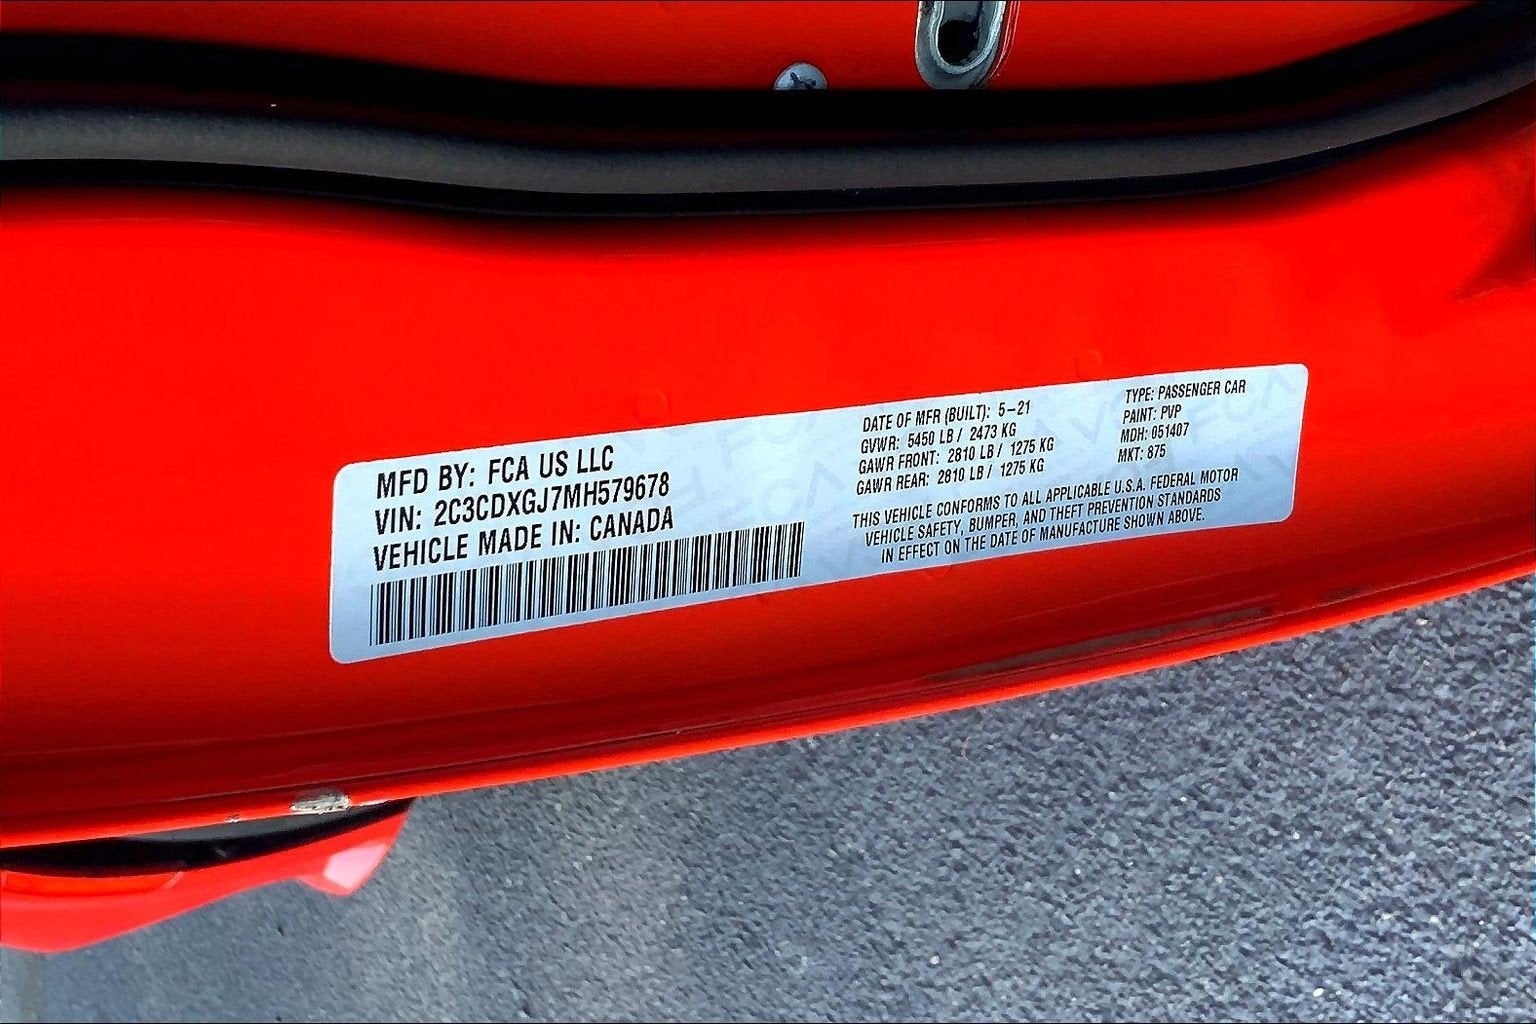 MFD BY: FCA US LLC
VIN: 2C3CDXGJ7MH579678
VEHICLE MADE IN: CANADA
DATE OF MFR (BUILT): 5-21
GVWR: 5450 LB / 2473 KG
GAWR FRONT: 2810 LB / 1275 KG
GAWR REAR: 2810 LB / 1275 KG
TYPE: PASSENGER CAR
PAINT: PVP
MDH: 051407
MKT: 875
THIS VEHICLE CONFORMS TO ALL APPLICABLE U.S.A. FEDERAL MOTOR
VEHICLE SAFETY, BUMPER, AND THEFT PREVENTION STANDARDS
IN EFFECT ON THE DATE OF MANUFACTURE SHOWN ABOVE.